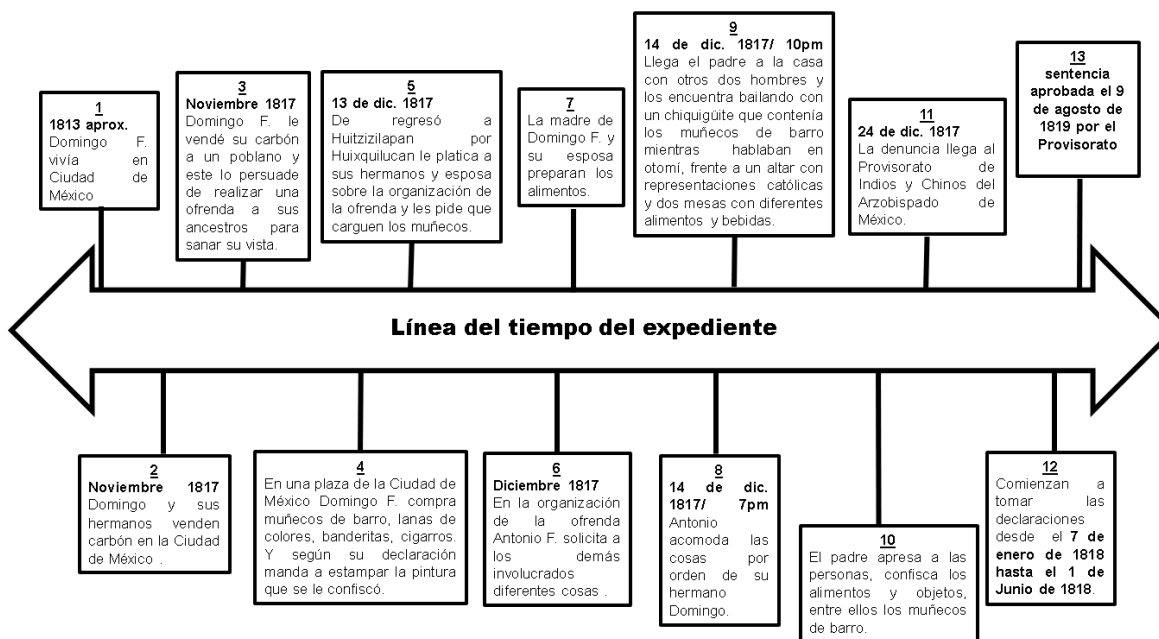 1
1813 aprox.
Domingo F.
vivía en
Ciudad de
México
3
Noviembre 1817
Domingo F. le
vendé su carbón
a un poblano y
este lo persuade
de realizar una
ofrenda a sus
ancestros para
sanar su vista.
5
13 de dic. 1817
De regresó a
Huitzizilapan por
Huixquilucan le platica a
sus hermanos y esposa
sobre la organización de
la ofrenda y les pide que
carguen los muñecos.
7
La madre de
Domingo F. y
su esposa
preparan los
alimentos.
9
14 de dic. 1817/ 10pm
Llega el padre a la casa
con otros dos hombres y
los encuentra bailando con
un chiquigüite que contenía
los muñecos de barro
mientras hablaban en
otomí, frente a un altar con
representaciones católicas
y dos mesas con diferentes
alimentos y bebidas.
11
24 de dic. 1817
La denuncia llega al
Provisorato de
Indios y Chinos del
Arzobispado de
México.
13
sentencia
aprobada el 9
de agosto de
1819 por el
Provisorato
Línea del tiempo del expediente
2
Noviembre 1817
Domingo y sus
hermanos venden
carbón en la Ciudad
de México .
4
En una plaza de la Ciudad de
México Domingo F. compra
muñecos de barro, lanas de
colores, banderitas, cigarros.
Y según su declaración
manda a estampar la pintura
que se le confiscó.
6
Diciembre 1817
En la organización
de la ofrenda
Antonio F. solicita a
los demás
involucrados
diferentes cosas .
8
14 de dic.
1817/ 7pm
Antonio
acomoda las
cosas por
orden de su
hermano
Domingo.
10
El padre apresa a las
personas, confisca los
alimentos y objetos,
entre ellos los muñecos
de barro.
12
Comienzan a
tomar las
declaraciones
desde el 7 de
enero de 1818
hasta el 1 de
Junio de 1818.